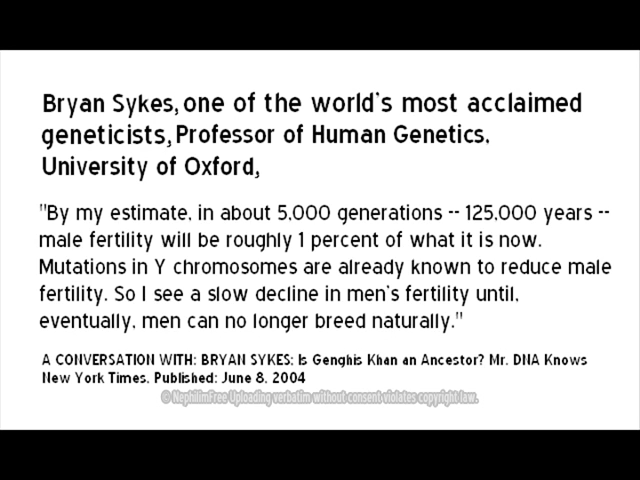 Bryan Sykes, one of the world's most acclaimed
geneticists, Professor of Human Genetics.
University of Oxford,
"By my estimate, in about 5,000 generations -- 125,000 years --
male fertility will be roughly 1 percent of what it is now.
Mutations in Y chromosomes are already known to reduce male
fertility. So I see a slow decline in men's fertility until,
eventually, men can no longer breed naturally."
A CONVERSATION WITH: BRYAN SYKES; Is Genghis Khan an Ancestor? Mr. DNA Knows
New York Times. Published: June 8, 2004
© NephilimFree Uploading verbatim without consent violates copyright law.